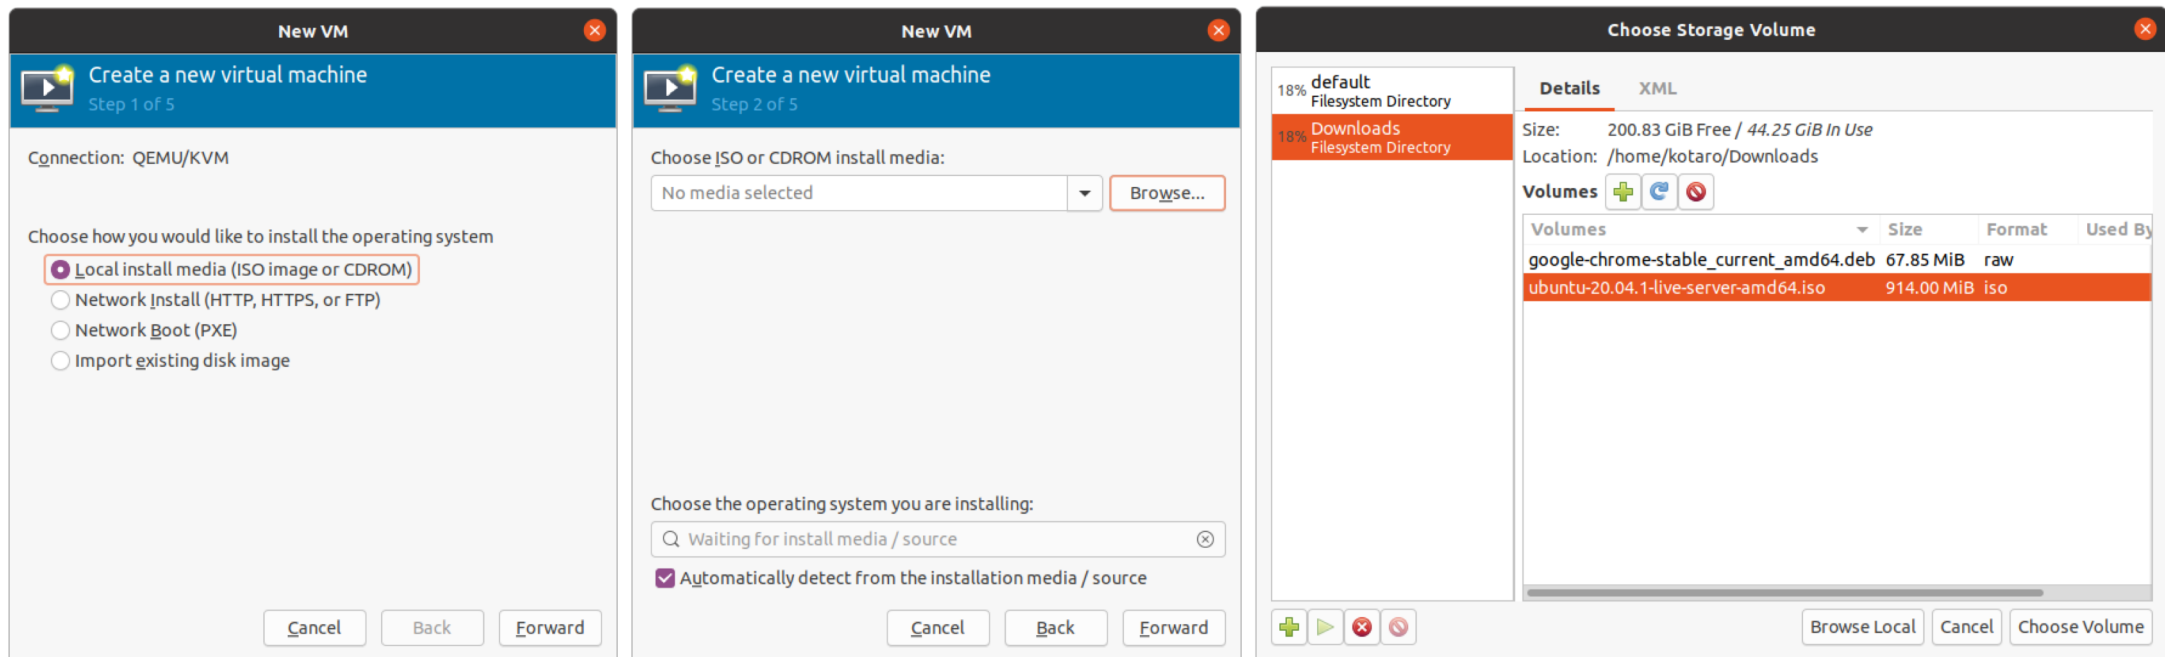 New VM
Create a new virtual machine
Step 1 of 5
Connection: QEMU/KVM
Choose how you would like to install the operating system
Local install media (ISO image or CDROM)
Network Install (HTTP, HTTPS, or FTP)
Network Boot (PXE)
Import existing disk image
Cancel
Back
Forward
New VM
Create a new virtual machine
Step 2 of 5
Choose ISO or CDROM install media:
No media selected
Browse...
Choose the operating system you are installing:
Waiting for install media / source
Automatically detect from the installation media / source
Cancel
Back
Forward
Choose Storage Volume
18% default
Filesystem Directory
18% Downloads
Filesystem Directory
Details XML
Size: 200.83 GiB Free / 44.25 GiB In Use
Location: /home/kotaro/Downloads
Volumes
Volumes Size Format Used By
google-chrome-stable_current_amd64.deb 67.85 MiB raw
ubuntu-20.04.1-live-server-amd64.iso 914.00 MiB iso
Browse Local
Cancel
Choose Volume